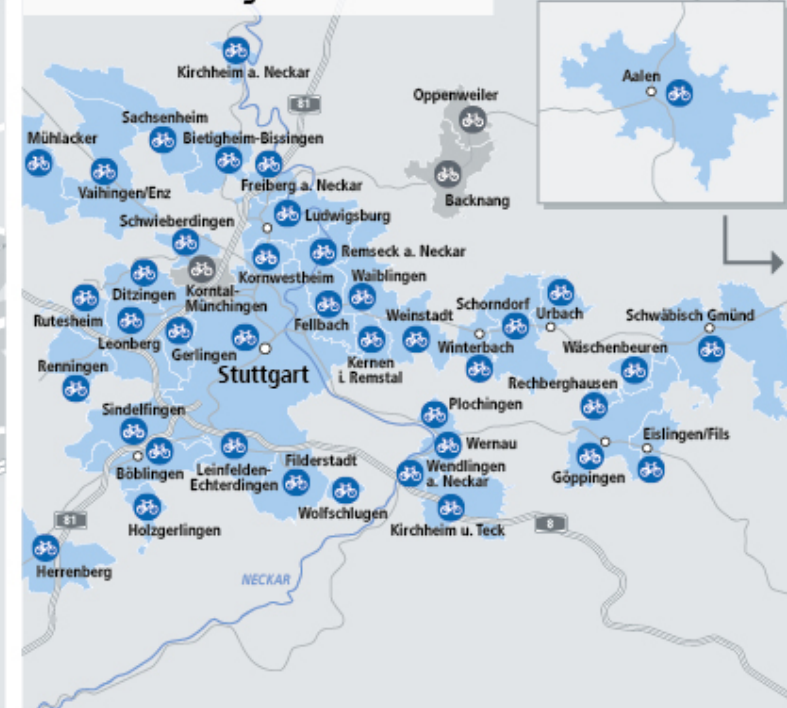 Kirchheim a. Neckar
81
Oppenweiler
Aalen
Sachsenheim
Mühlacker
Bietigheim-Bissingen
Vaihingen/Enz
Freiberg a. Neckar
Backnang
Schwieberdingen
Ludwigsburg
Remseck a. Neckar
Ditzingen
Korntal-
Münchingen
Kornwestheim
Waiblingen
Rutesheim
Leonberg
Gerlingen
Fellbach
Weinstadt
Schorndorf
Urbach
Schwäbisch Gmünd
Renningen
Stuttgart
Kernen
i. Remstal
Winterbach
Wäschenbeuren
Rechberghausen
Sindelfingen
Plochingen
Böblingen
Leinfelden-
Echterdingen
Filderstadt
Wernau
Wendlingen
a. Neckar
Göppingen
Eislingen/Fils
Wolfschlugen
Holzgerlingen
81
Kirchheim u. Teck
8
Herrenberg
NECKAR